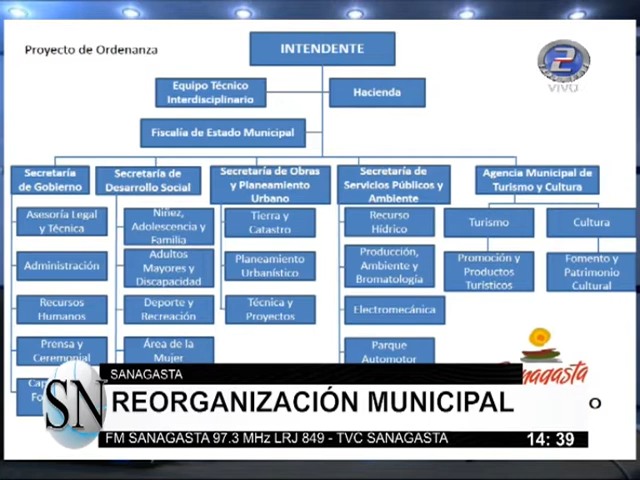 Proyecto de Ordenanza
INTENDENTE
2
VIVO
Equipo Técnico
Interdisciplinario
Hacienda
Fiscalía de Estado Municipal
Secretaría
de Gobierno
Secretaría de
Desarrollo Social
Secretaría de Obras
y Planeamiento
Urbano
Secretaría de
Servicios Públicos y
Ambiente
Agencia Municipal de
Turismo y Cultura
Asesoría Legal
y Técnica
Niñez,
Adolescencia y
Familia
Tierra y
Catastro
Recurso
Hídrico
Turismo
Cultura
Administración
Adultos
Mayores y
Discapacidad
Planeamiento
Urbanístico
Producción,
Ambiente y
Bromatología
Promoción y
Productos
Turísticos
Fomento y
Patrimonio
Cultural
Recursos
Humanos
Deporte y
Recreación
Técnica y
Proyectos
Electromecánica
Prensa y
Ceremonial
Área de la
Mujer
Parque
Automotor
Sanagasta
SANAGASTA
SN
REORGANIZACIÓN MUNICIPAL
FM SANAGASTA 97.3 MHz LRJ 849 - TVC SANAGASTA
14:39